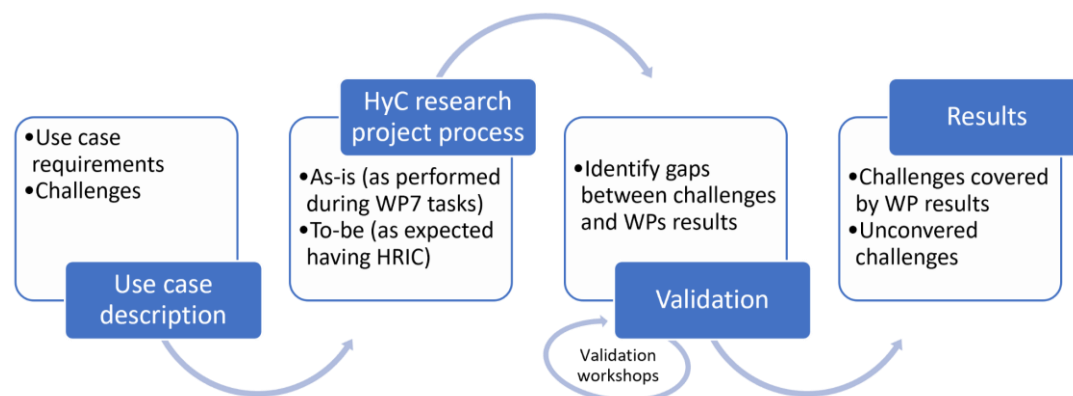 •Use case
requirements
•Challenges
Use case
description
HyC research
project process
•As-is (as performed
during WP7 tasks)
•To-be (as expected
having HRIC)
•Identify gaps
between challenges
and WPs results
Validation
Validation
workshops
Results
•Challenges covered
by WP results
•Unconvered
challenges